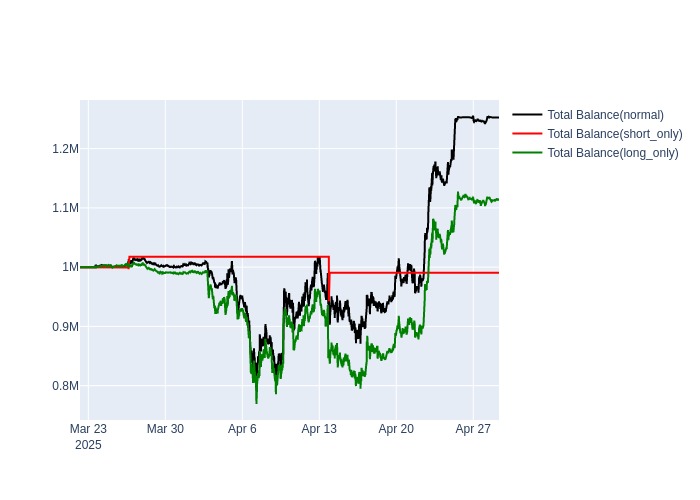 Total Balance(normal)
Total Balance(short_only)
Total Balance(long_only)
1.2M
1.1M
1M
0.9M
0.8M
Mar 23
2025
Mar 30
Apr 6
Apr 13
Apr 20
Apr 27